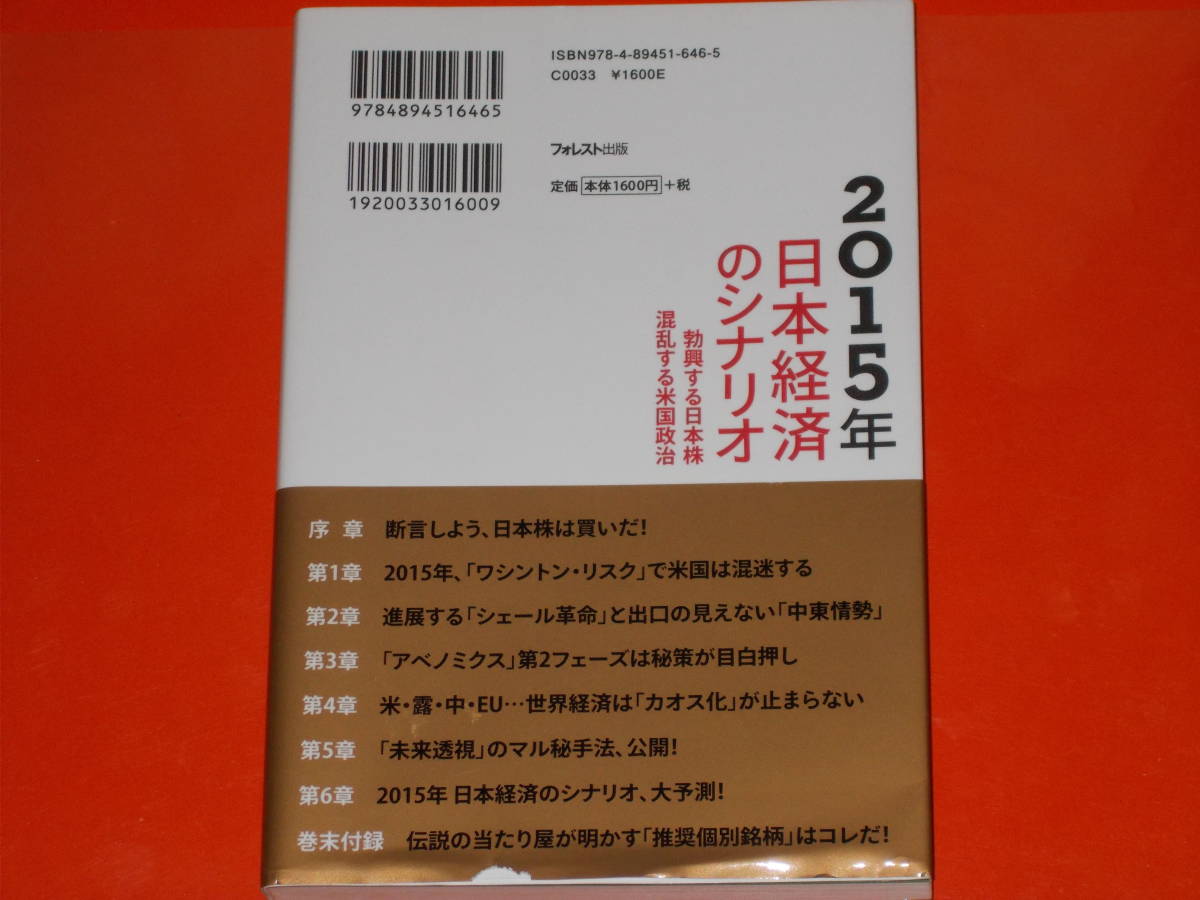 ISBN978-4-89451-646-5
C0033 ¥1600E
9784894516465
フォレスト出版
定価 本体1600円 +税
1920033016009
2015年
日本経済
のシナリオ
勃興する日本株
混乱する米国政治
序 章 断言しよう、日本株は買いだ!
第1章 2015年、「ワシントン・リスク」で米国は混迷する
第2章 進展する「シェール革命」と出口の見えない「中東情勢」
第3章 「アベノミクス」第2フェーズは秘策が目白押し
第4章 米・露・中・EU…世界経済は「カオス化」が止まらない
第5章 「未来透視」のマル秘手法、公開!
第6章 2015年 日本経済のシナリオ、大予測!
巻末付録 伝説の当たり屋が明かす「推奨個別銘柄」はコレだ!